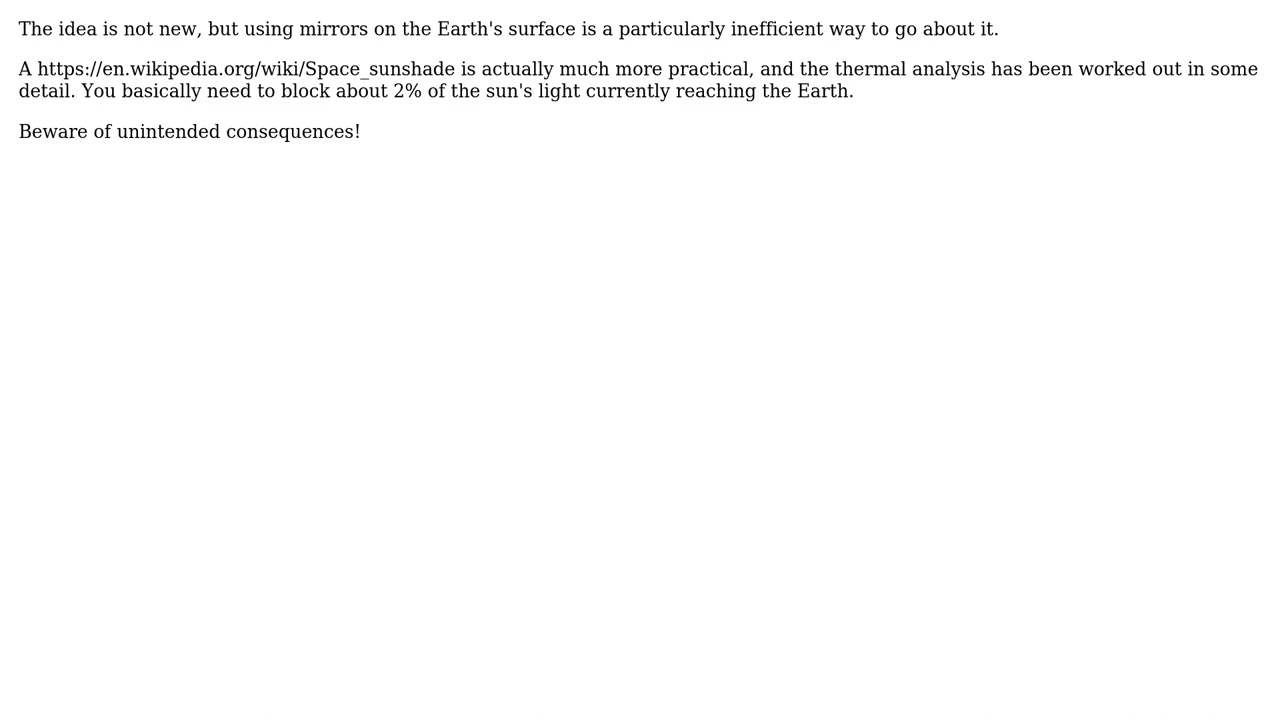 The idea is not new, but using mirrors on the Earth's surface is a particularly inefficient way to go about it.
A https://en.wikipedia.org/wiki/Space_sunshade is actually much more practical, and the thermal analysis has been worked out in some
detail. You basically need to block about 2% of the sun's light currently reaching the Earth.
Beware of unintended consequences!